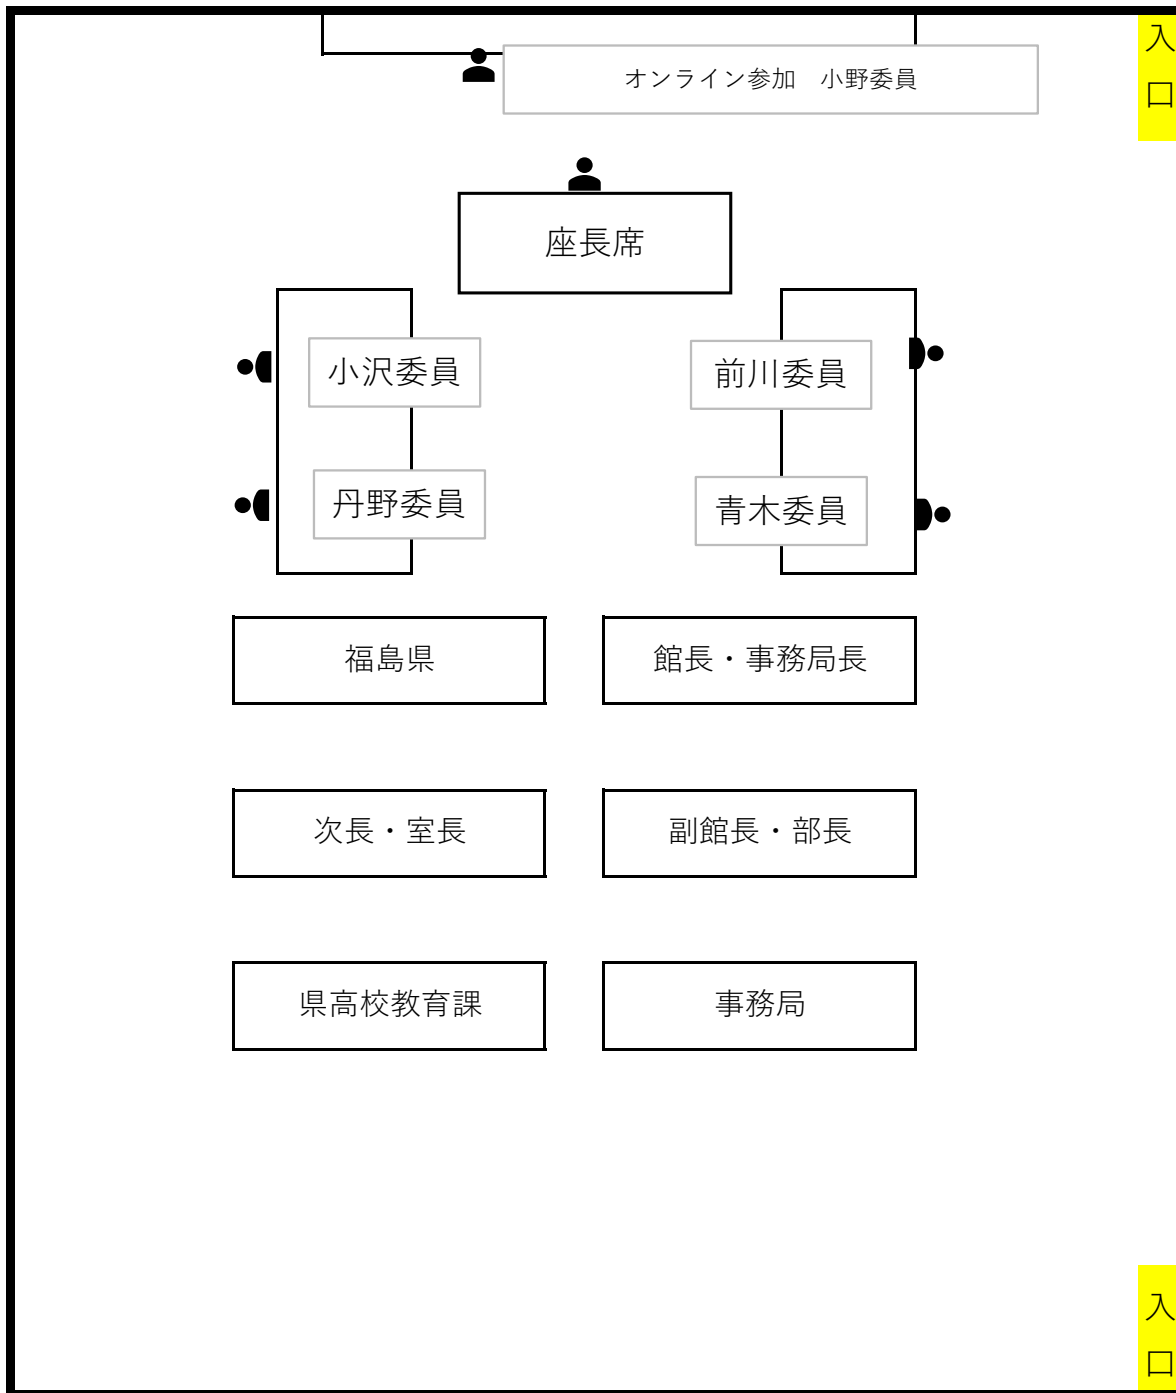 入口
オンライン参加　小野委員
座長席
小沢委員
前川委員
丹野委員
青木委員
福島県
館長・事務局長
次長・室長
副館長・部長
県高校教育課
事務局
入口